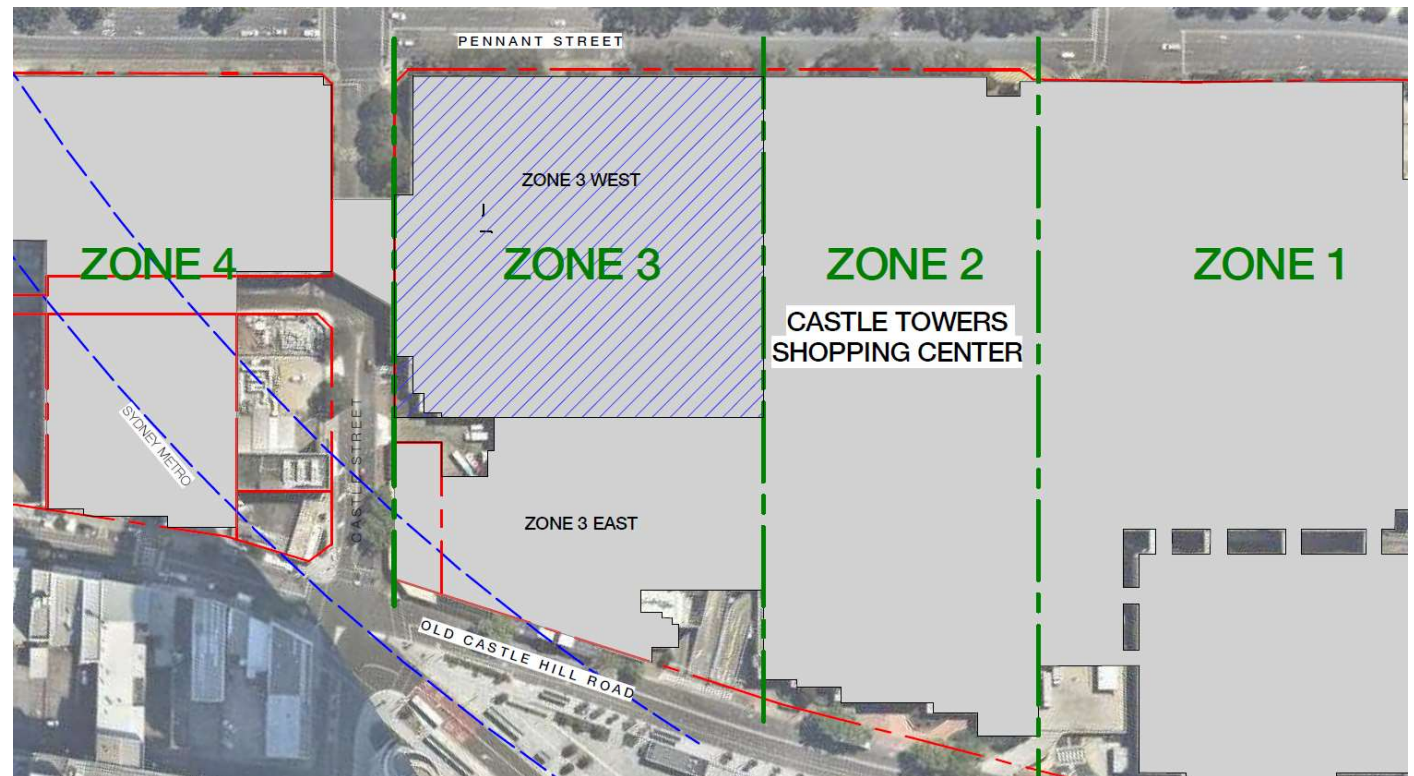 PENNANT STREET
ZONE 3 WEST
ZONE 4
ZONE 3
ZONE 2
ZONE 1
CASTLE TOWERS
SHOPPING CENTER
SYDNEY METRO
CASTLE STREET
ZONE 3 EAST
OLD CASTLE HILL ROAD